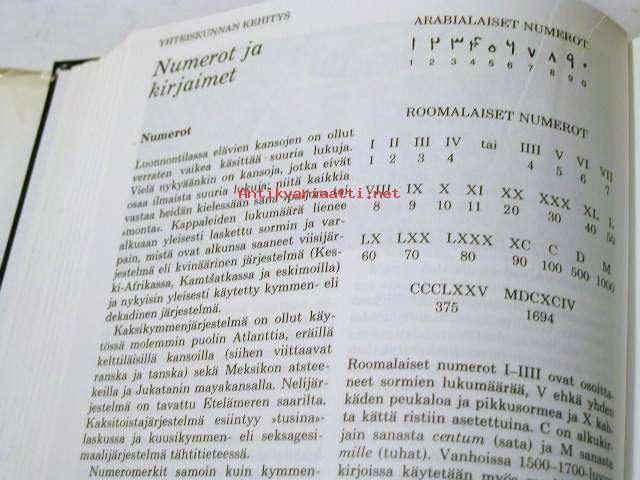 YHTEISKUNNAN KEHITYS
Numerot ja
kirjaimet
Numerot
Luonnontilassa elävien kansojen on ollut
verraten vaikea käsittää suuria lukuja.
Vielä nykyäänkin on kansoja, jotka eivät
osaa ilmaista suuria lukuja; niitä kaikkia
vastaa heidän kielessään sana
Kappaleiden lukumäärä lienee
alkuaan yleisesti laskettu sormin ja var-
pain, mistä ovat alkunsa saaneet viisijär-
jestelmä eli kvinäärinen järjestelmä (Kes-
ki-Afrikassa, Kamtšatkassa ja eskimoilla)
ja nykyisin yleisesti käytetty kymmen- eli
dekadinen järjestelmä.
Kaksikymmenjärjestelmä on ollut käy-
tössä molemmin puolin Atlanttia, eräillä
kelttiläisillä kansoilla (siihen viittaavat
ranska ja tanska) sekä Meksikon atstee-
keilla ja Jukatanin mayakansalla. Nelijär-
jestelmä on tavattu Etelämeren saarilta.
Kaksitoistajärjestelmä esiintyy »tusina»-
laskussa ja kuusikymmen- eli seksagesi-
maalijärjestelmä tähtitieteessä.
Numeromerkit samoin kuin kymmen-
ARABIALAISET NUMEROT
١ ٢ ٣ ۴ ٥ ٦ ٧ ٨ ٩ ٠
1 2 3 4 5 6 7 8 9 0
ROOMALAISET NUMEROT
I II III IV tai IIII V VI VII
1 2 3 4 4 5 6 7
VIII IX X XI XX XXX XL L
8 9 10 11 20 30 40 50
LX LXX LXXX XC C D M
60 70 80 90 100 500 1000
CCCLXXV MDCXCIV
375 1694
Roomalaiset numerot I–IIII ovat osoitta-
neet sormien lukumäärää, V ehkä yhden
käden peukaloa ja pikkusormea ja X kah-
ta kättä ristiin asetettuina. C on alkukir-
jain sanasta centum (sata) ja M sanasta
mille (tuhat). Vanhoissa 1500–1700-luvun
kirjoissa käytetään myös
Antikvariaatti.net